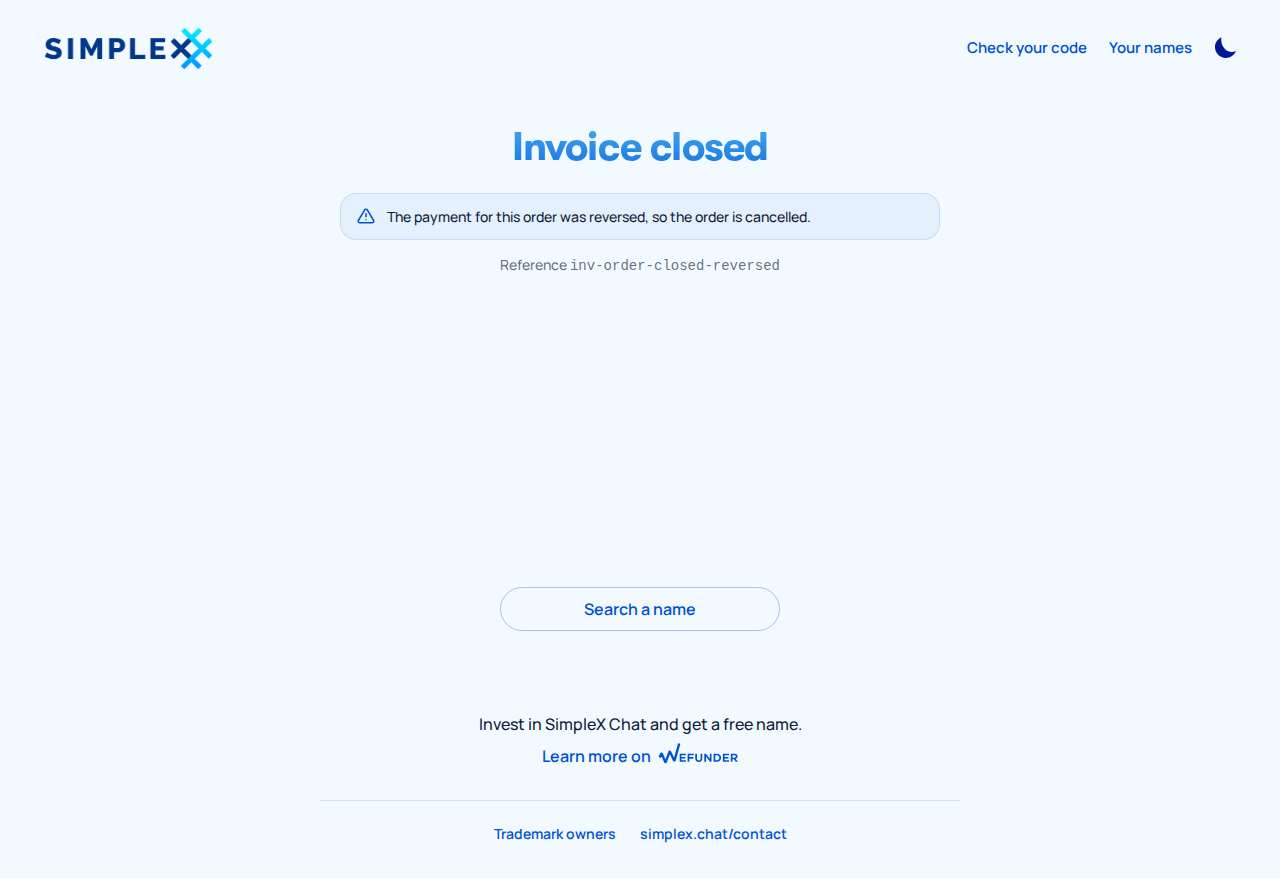 SIMPLEX
Check your code
Your names
Invoice closed
The payment for this order was reversed, so the order is cancelled.
Reference inv-order-closed-reversed
Search a name
Invest in SimpleX Chat and get a free name.
Learn more on WEFUNDER
Trademark owners
simplex.chat/contact